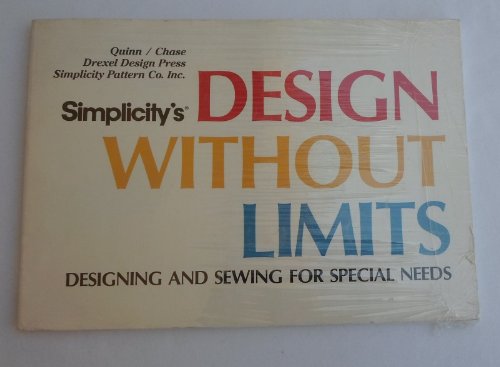 Quinn / Chase
Drexel Design Press
Simplicity Pattern Co. Inc.
Simplicity's® DESIGN
WITHOUT
LIMITS
DESIGNING AND SEWING FOR SPECIAL NEEDS